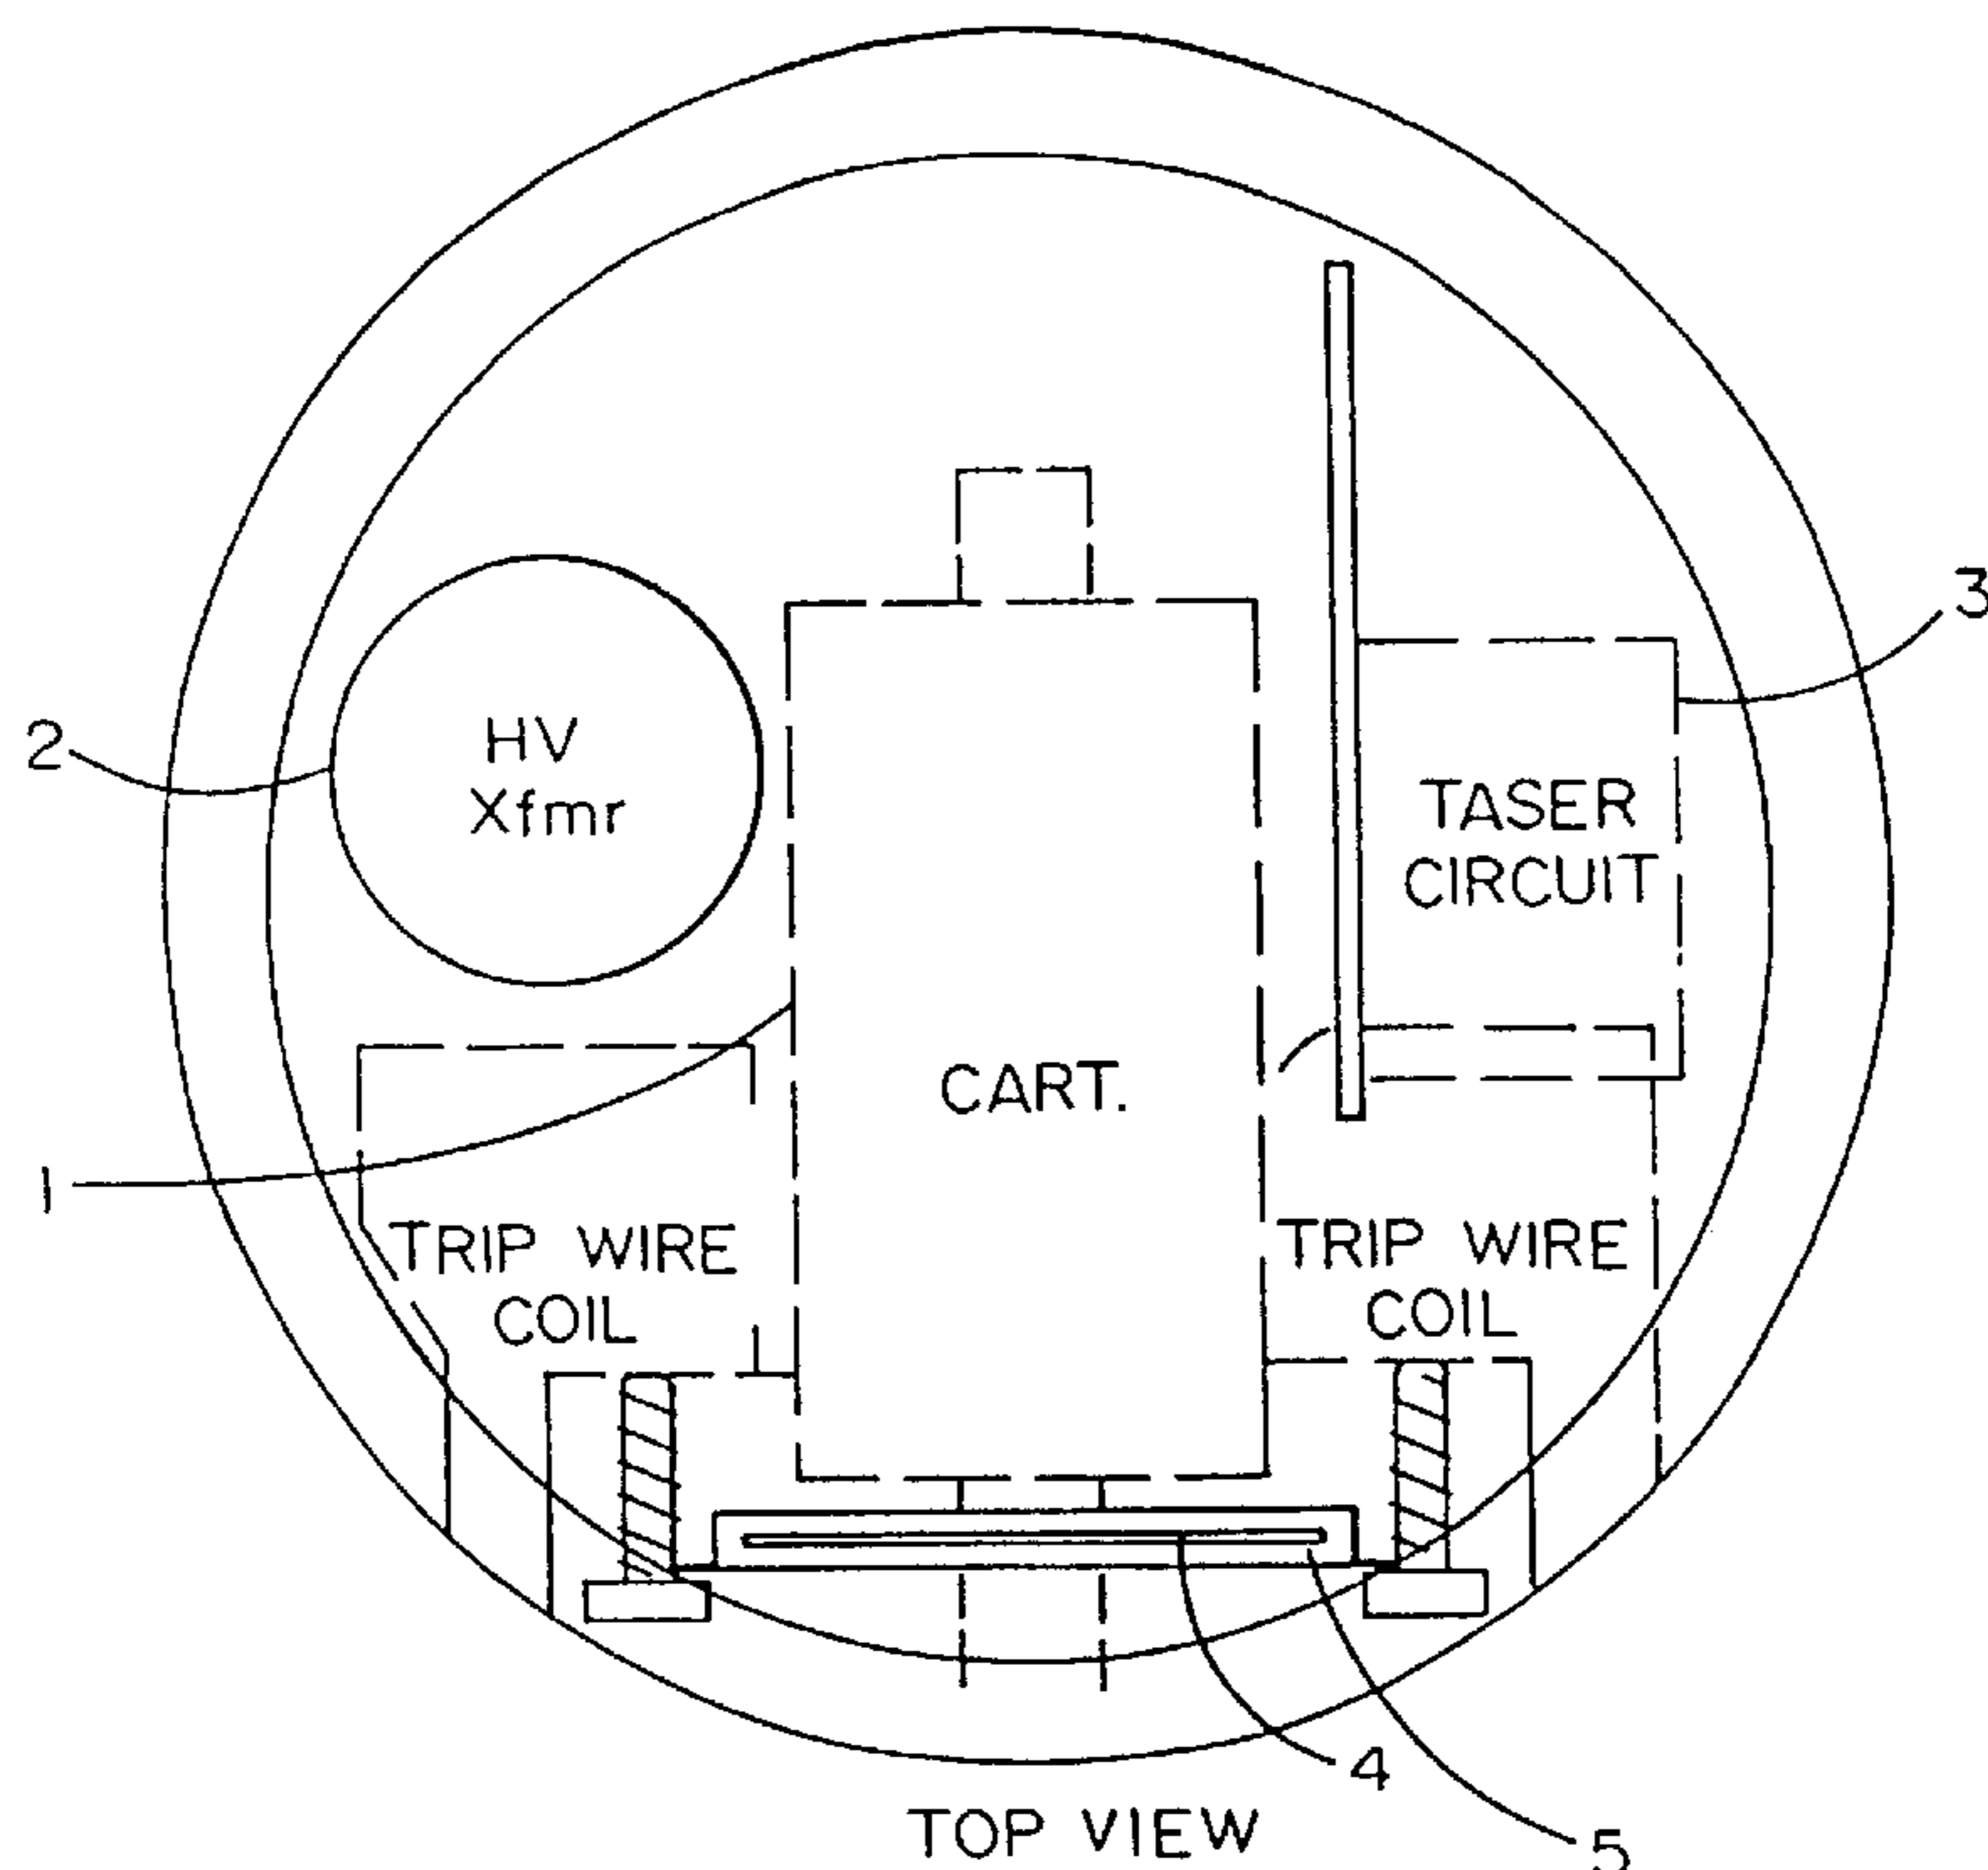 3
2
HV
Xfmr
TASER
CIRCUIT
CART.
1
TRIP WIRE
COIL
TRIP WIRE
COIL
4
TOP VIEW
5